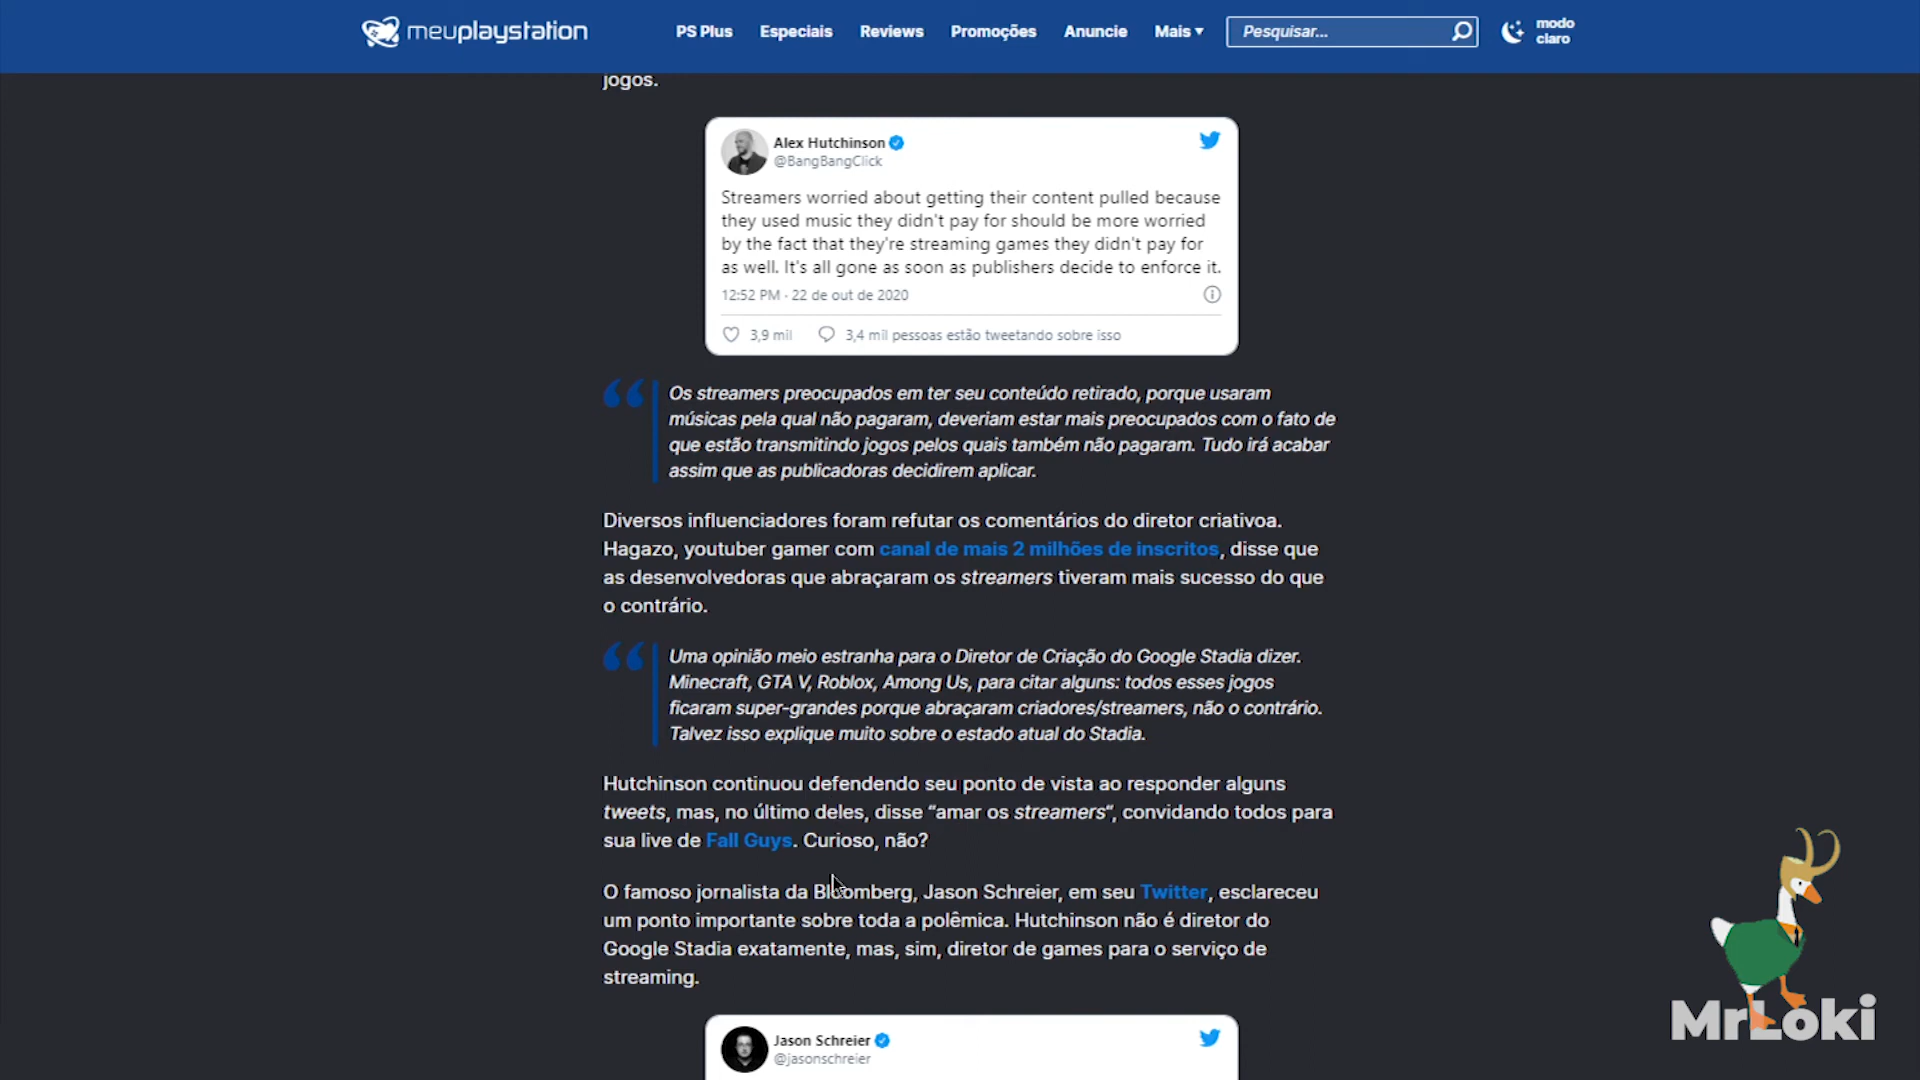 meuplaystation
PS Plus Especiais Reviews Promoções Anuncie Mais ▾ Pesquisar... modo claro
jogos.
Alex Hutchinson
@BangBangClick
Streamers worried about getting their content pulled because
they used music they didn't pay for should be more worried
by the fact that they're streaming games they didn't pay for
as well. It's all gone as soon as publishers decide to enforce it.
12:52 PM · 22 de out de 2020
3,9 mil 3,4 mil pessoas estão tweetando sobre isso
Os streamers preocupados em ter seu conteúdo retirado, porque usaram
músicas pela qual não pagaram, deveriam estar mais preocupados com o fato de
que estão transmitindo jogos pelos quais também não pagaram. Tudo irá acabar
assim que as publicadoras decidirem aplicar.
Diversos influenciadores foram refutar os comentários do diretor criativoa.
Hagazo, youtuber gamer com canal de mais 2 milhões de inscritos, disse que
as desenvolvedoras que abraçaram os streamers tiveram mais sucesso do que
o contrário.
Uma opinião meio estranha para o Diretor de Criação do Google Stadia dizer.
Minecraft, GTA V, Roblox, Among Us, para citar alguns: todos esses jogos
ficaram super-grandes porque abraçaram criadores/streamers, não o contrário.
Talvez isso explique muito sobre o estado atual do Stadia.
Hutchinson continuou defendendo seu ponto de vista ao responder alguns
tweets, mas, no último deles, disse “amar os streamers“, convidando todos para
sua live de Fall Guys. Curioso, não?
O famoso jornalista da Bloomberg, Jason Schreier, em seu Twitter, esclareceu
um ponto importante sobre toda a polêmica. Hutchinson não é diretor do
Google Stadia exatamente, mas, sim, diretor de games para o serviço de
streaming.
Jason Schreier
@jasonschreier
MrLoki